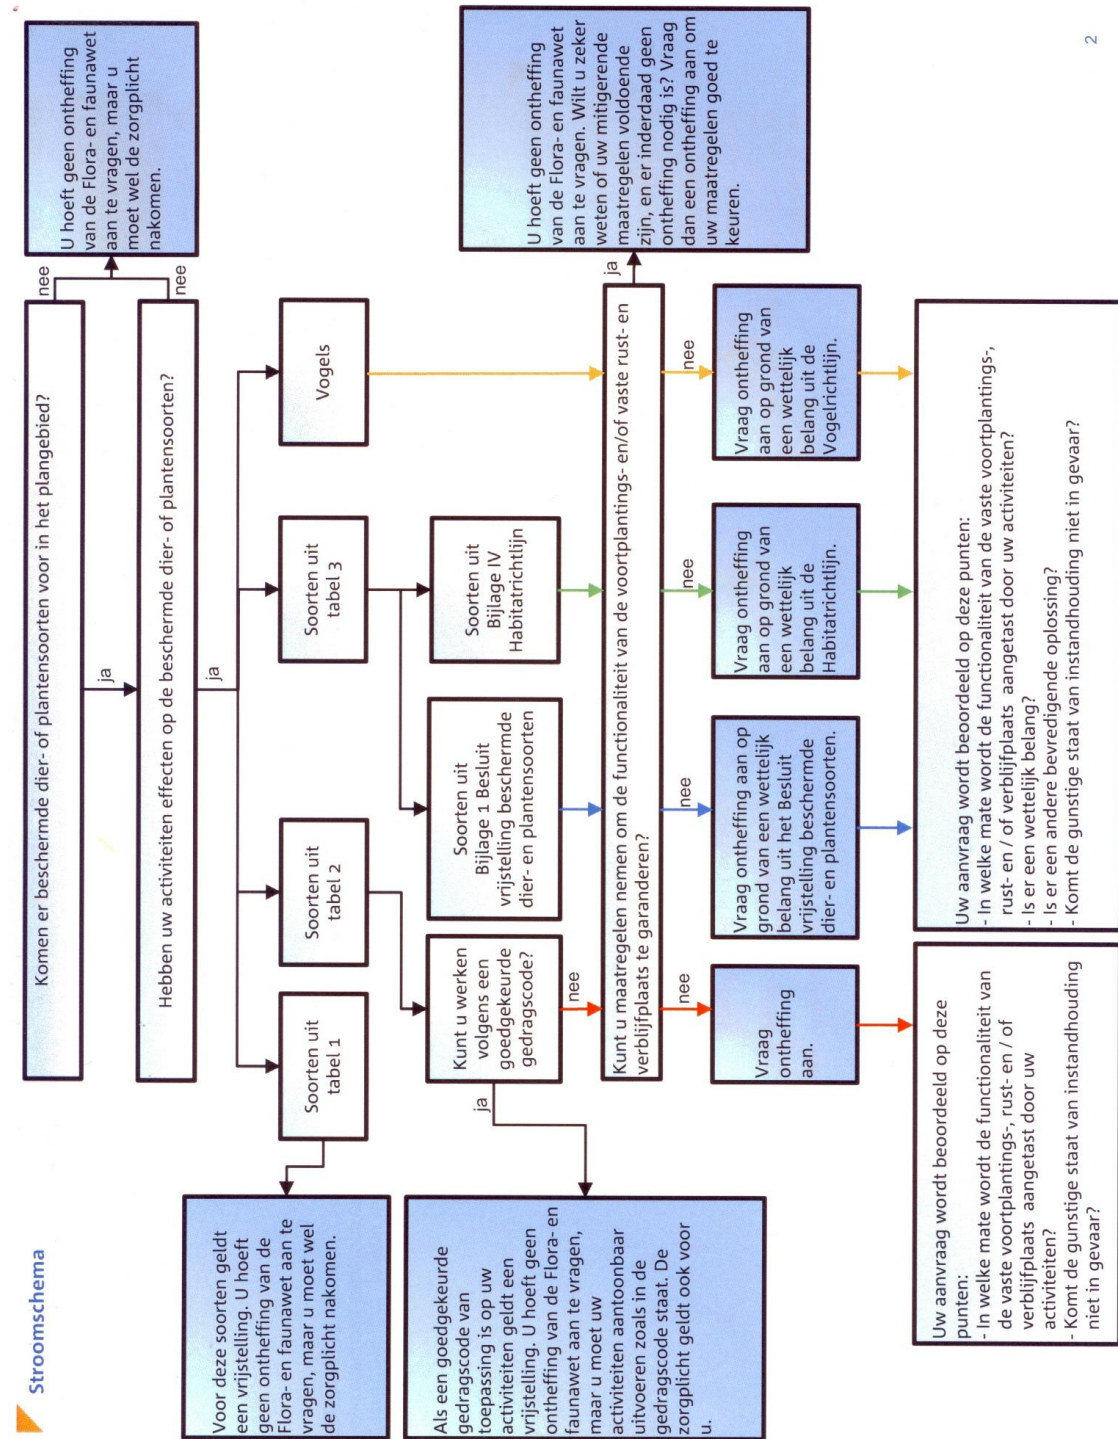 Stroomschema
Komen er beschermde dier- of plantensoorten voor in het plangebied?
nee
U hoeft geen ontheffing
van de Flora- en faunawet
aan te vragen, maar u
moet wel de zorgplicht
nakomen.
ja
Hebben uw activiteiten effecten op de beschermde dier- of plantensoorten?
nee
ja
Voor deze soorten geldt
een vrijstelling. U hoeft
geen ontheffing van de
Flora- en faunawet aan te
vragen, maar u moet wel
de zorgplicht nakomen.
Soorten uit
tabel 1
Soorten uit
tabel 2
Soorten uit
tabel 3
Vogels
Als een goedgekeurde
gedragscode van
toepassing is op uw
activiteiten geldt een
vrijstelling. U hoeft geen
ontheffing van de Flora- en
faunawet aan te vragen,
maar u moet uw
activiteiten aantoonbaar
uitvoeren zoals in de
gedragscode staat. De
zorgplicht geldt ook voor
u.
ja
Kunt u werken
volgens een
goedgekeurde
gedragscode?
nee
Soorten uit
Bijlage 1 Besluit
vrijstelling beschermde
dier- en plantensoorten
Soorten uit
Bijlage IV
Habitatrichtlijn
Kunt u maatregelen nemen om de functionaliteit van de voortplantings- en/of vaste rust- en
verblijfplaats te garanderen?
ja
U hoeft geen ontheffing
van de Flora- en faunawet
aan te vragen. Wilt u zeker
weten of uw mitigerende
maatregelen voldoende
zijn, en er inderdaad geen
ontheffing nodig is? Vraag
dan een ontheffing aan om
uw maatregelen goed te
keuren.
nee
nee
nee
nee
Vraag
ontheffing
aan.
Vraag ontheffing aan op
grond van een wettelijk
belang uit het Besluit
vrijstelling beschermde
dier- en plantensoorten.
Vraag ontheffing
aan op grond van
een wettelijk
belang uit de
Habitatrichtlijn.
Vraag ontheffing
aan op grond van
een wettelijk
belang uit de
Vogelrichtlijn.
Uw aanvraag wordt beoordeeld op deze
punten:
- In welke mate wordt de functionaliteit van
de vaste voortplantings-, rust- en / of
verblijfplaats aangetast door uw
activiteiten?
- Komt de gunstige staat van instandhouding
niet in gevaar?
Uw aanvraag wordt beoordeeld op deze punten:
- In welke mate wordt de functionaliteit van de vaste voortplantings-,
rust- en / of verblijfplaats aangetast door uw activiteiten?
- Is er een wettelijk belang?
- Is er een andere bevredigende oplossing?
- Komt de gunstige staat van instandhouding niet in gevaar?
2